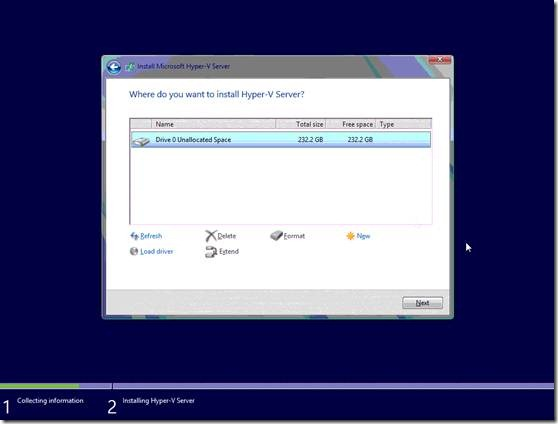 Install Microsoft Hyper-V Server
Where do you want to install Hyper-V Server?
Name Total size Free space Type
Drive 0 Unallocated Space 232.2 GB 232.2 GB
Refresh Delete Format New
Load driver Extend
Next
1 Collecting information 2 Installing Hyper-V Server